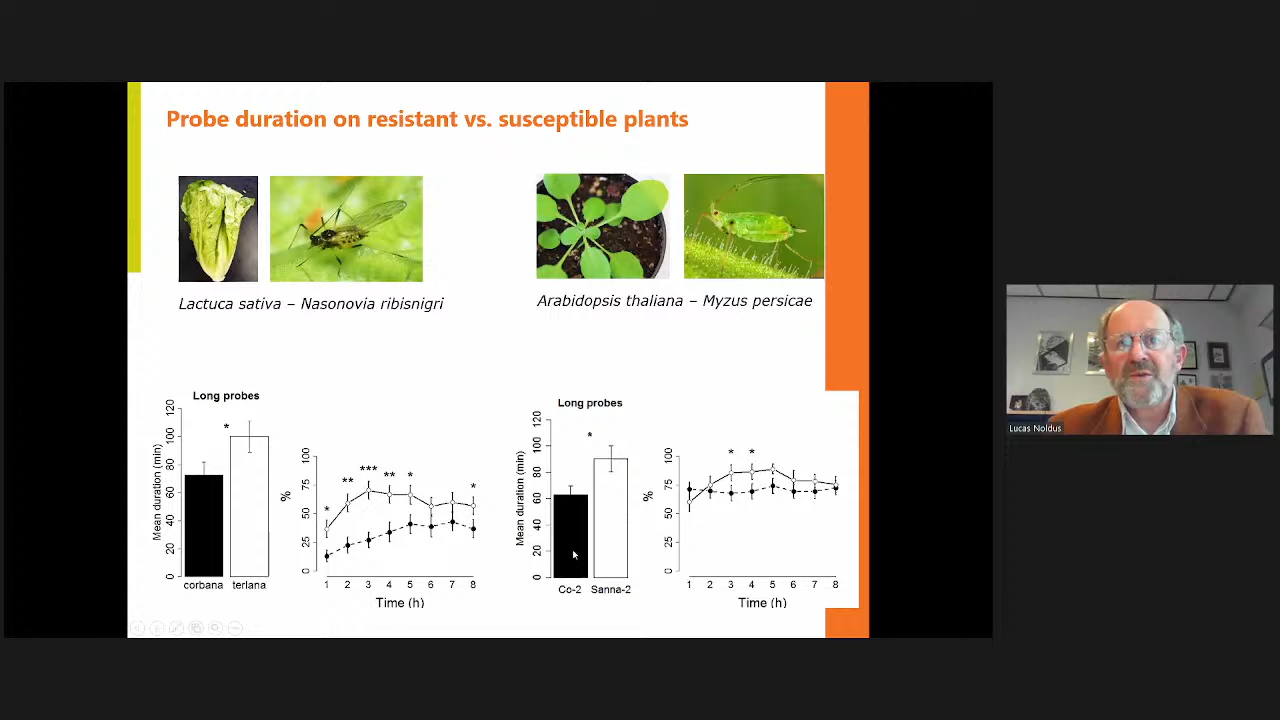 Probe duration on resistant vs. susceptible plants
Lactuca sativa – Nasonovia ribisnigri
Arabidopsis thaliana – Myzus persicae
Long probes
Mean duration (min)
0 20 40 60 80 100 120
*
corbana terlana
%
0 25 50 75 100
* ** *** ** * *
1 2 3 4 5 6 7 8
Time (h)
Long probes
Mean duration (min)
0 20 40 60 80 100 120
*
Co-2 Sanna-2
%
0 25 50 75 100
* *
1 2 3 4 5 6 7 8
Time (h)
Lucas Noldus